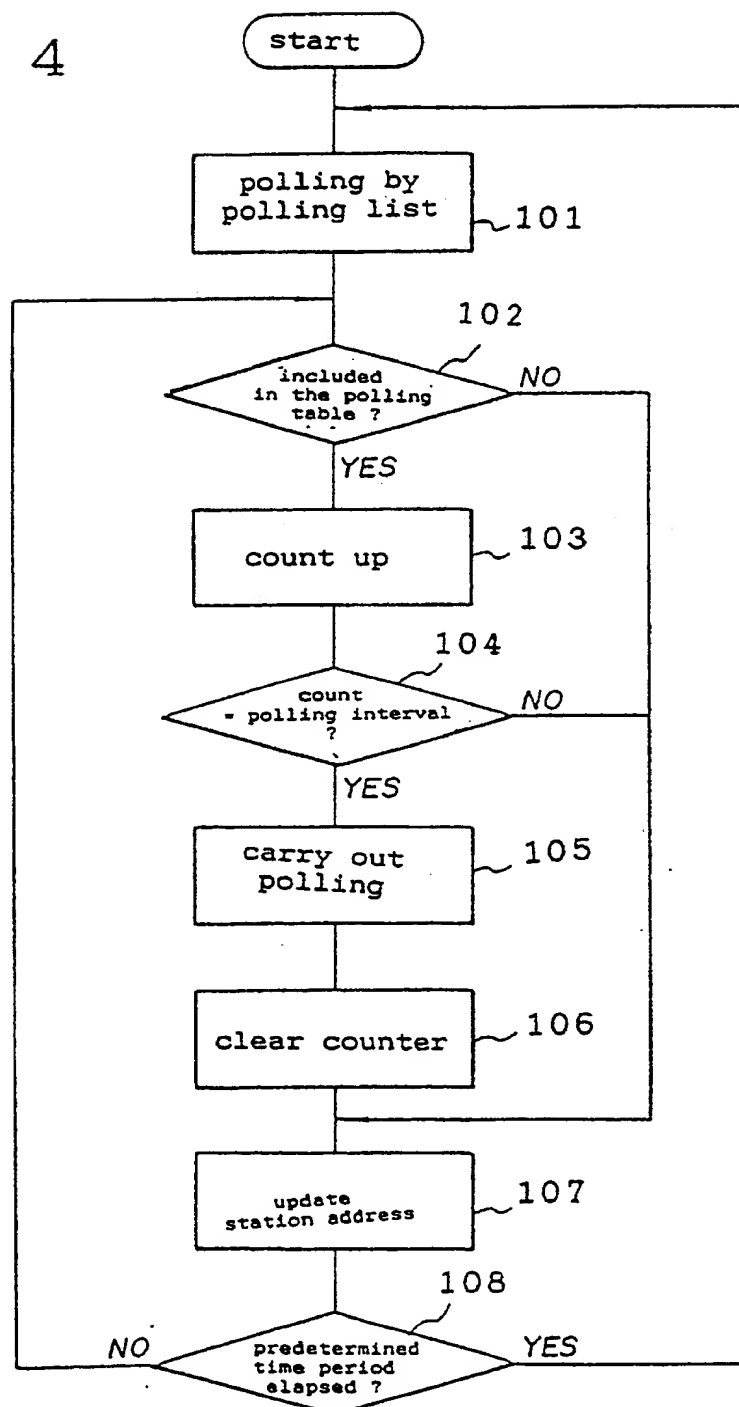 4
start
polling by
polling list
101
102
included
in the polling
table ?
NO
YES
count up
103
104
count
= polling interval
?
NO
YES
carry out
polling
105
clear counter
106
update
station address
107
108
NO
predetermined
time period
elapsed ?
YES